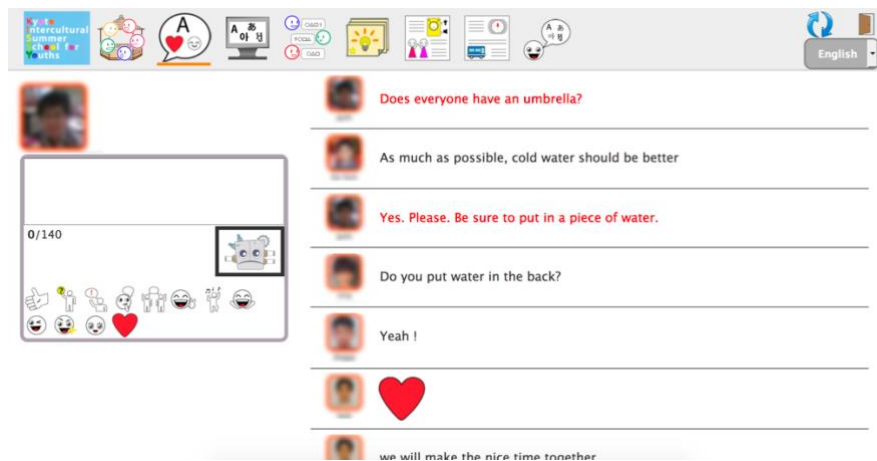 Kyoto
Intercultural
Summer
School for
Youths
A
A あ
아 អ
English
Does everyone have an umbrella?
As much as possible, cold water should be better
Yes. Please. Be sure to put in a piece of water.
0/140
Do you put water in the back?
Yeah !
we will make the nice time together